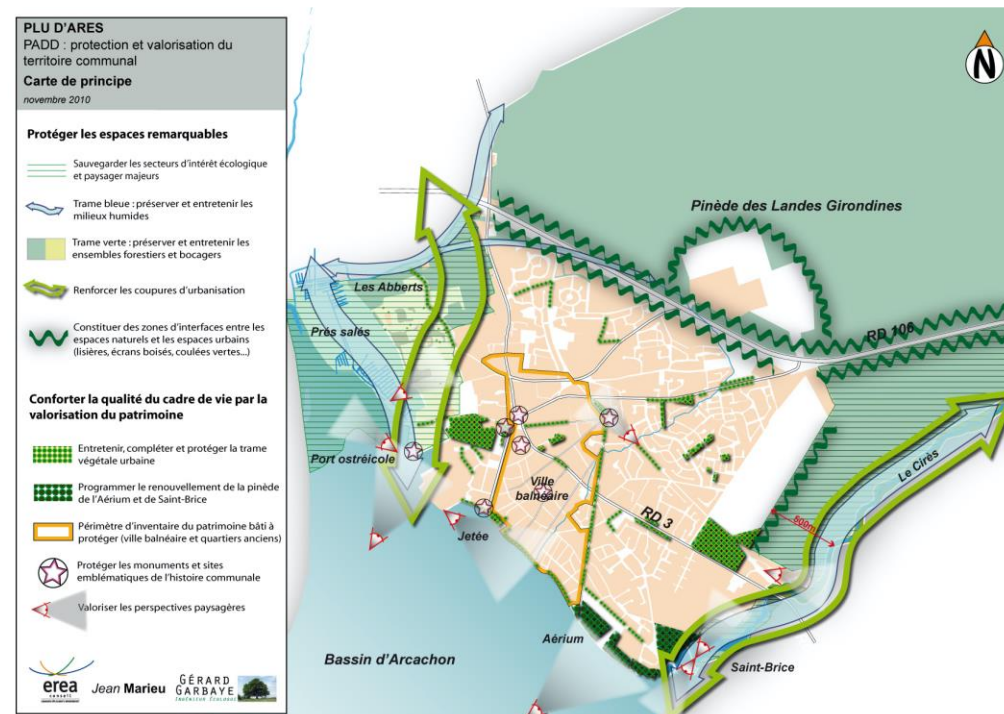 PLU D'ARES
PADD : protection et valorisation du
territoire communal
Carte de principe
novembre 2010
Protéger les espaces remarquables
Sauvegarder les secteurs d'intérêt écologique
et paysager majeurs
Trame bleue : préserver et entretenir les
milieux humides
Trame verte : préserver et entretenir les
ensembles forestiers et bocagers
Renforcer les coupures d'urbanisation
Constituer des zones d'interfaces entre les
espaces naturels et les espaces urbains
(lisières, écrans boisés, coulées vertes...)
Conforter la qualité du cadre de vie par la
valorisation du patrimoine
Entretenir, compléter et protéger la trame
végétale urbaine
Programmer le renouvellement de la pinède
de l'Aérium et de Saint-Brice
Périmètre d'inventaire du patrimoine bâti à
protéger (ville balnéaire et quartiers anciens)
Protéger les monuments et sites
emblématiques de l'histoire communale
Valoriser les perspectives paysagères
erea
conseil
Jean Marieu
GÉRARD
GARBAYE
INGÉNIEUR ÉCOLOGUE
N
Pinède des Landes Girondines
Les Abberts
Prés salés
RD 106
Port ostréicole
Le Cirès
Ville
balnéaire
RD 3
500m
Jetée
Aérium
Bassin d'Arcachon
Saint-Brice